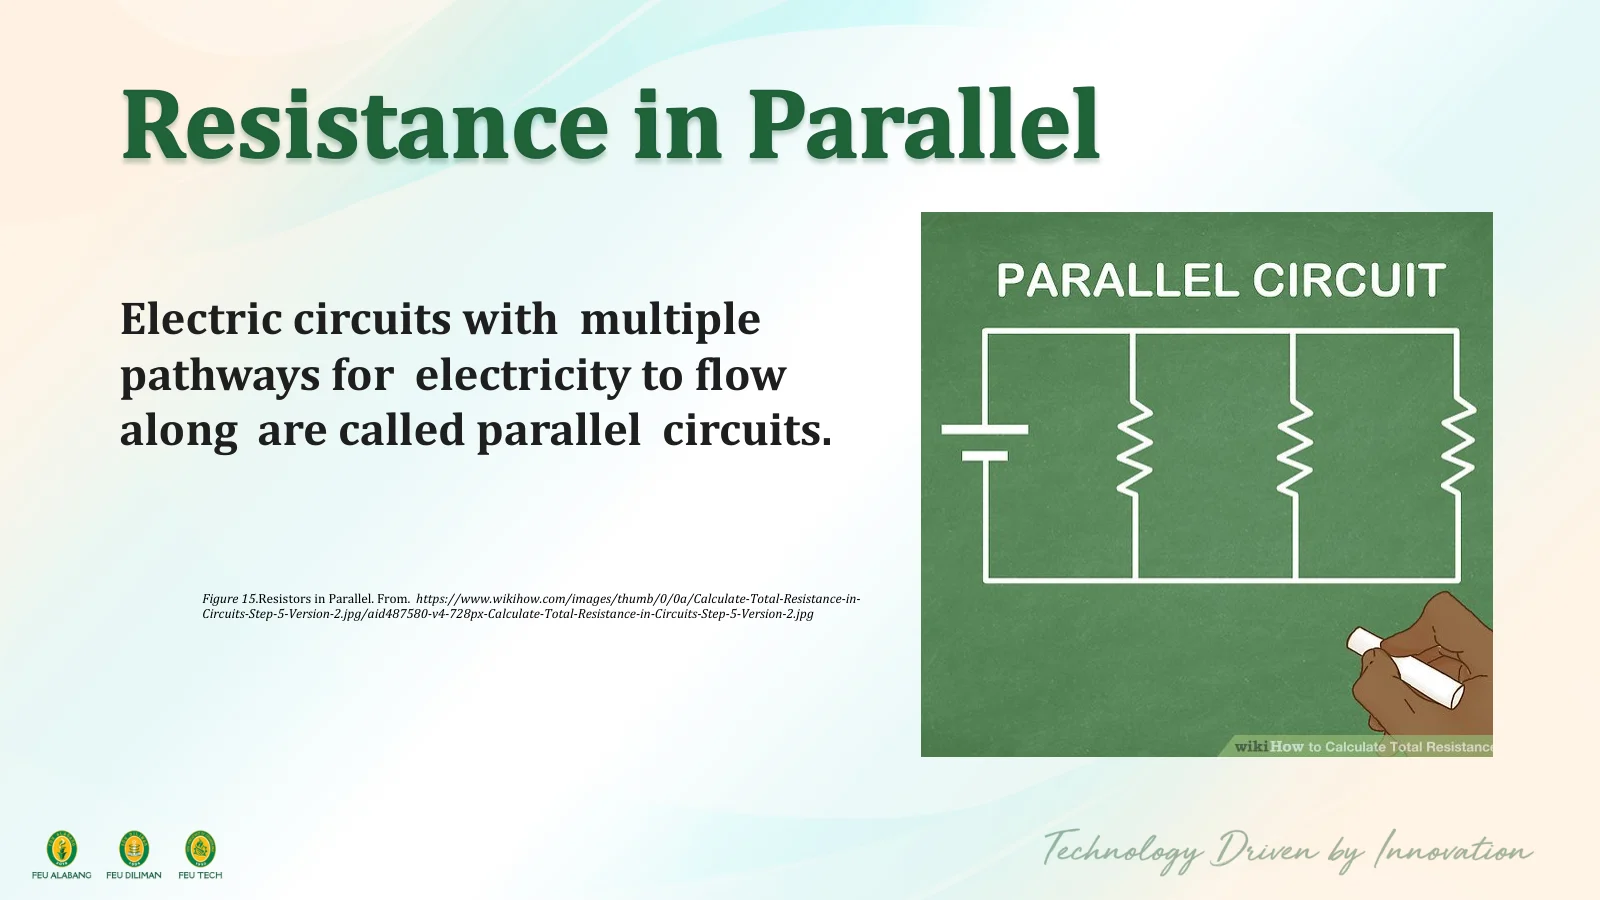 Resistance in Parallel
Electric circuits with  multiple
pathways for  electricity to flow
along  are called parallel  circuits.
Figure 15.Resistors in Parallel. From.  https://www.wikihow.com/images/thumb/0/0a/Calculate-Total-Resistance-in-
Circuits-Step-5-Version-2.jpg/aid487580-v4-728px-Calculate-Total-Resistance-in-Circuits-Step-5-Version-2.jpg
PARALLEL CIRCUIT
wikiHow to Calculate Total Resistance
FEU ALABANG
FEU DILIMAN
FEU TECH
Technology Driven by Innovation